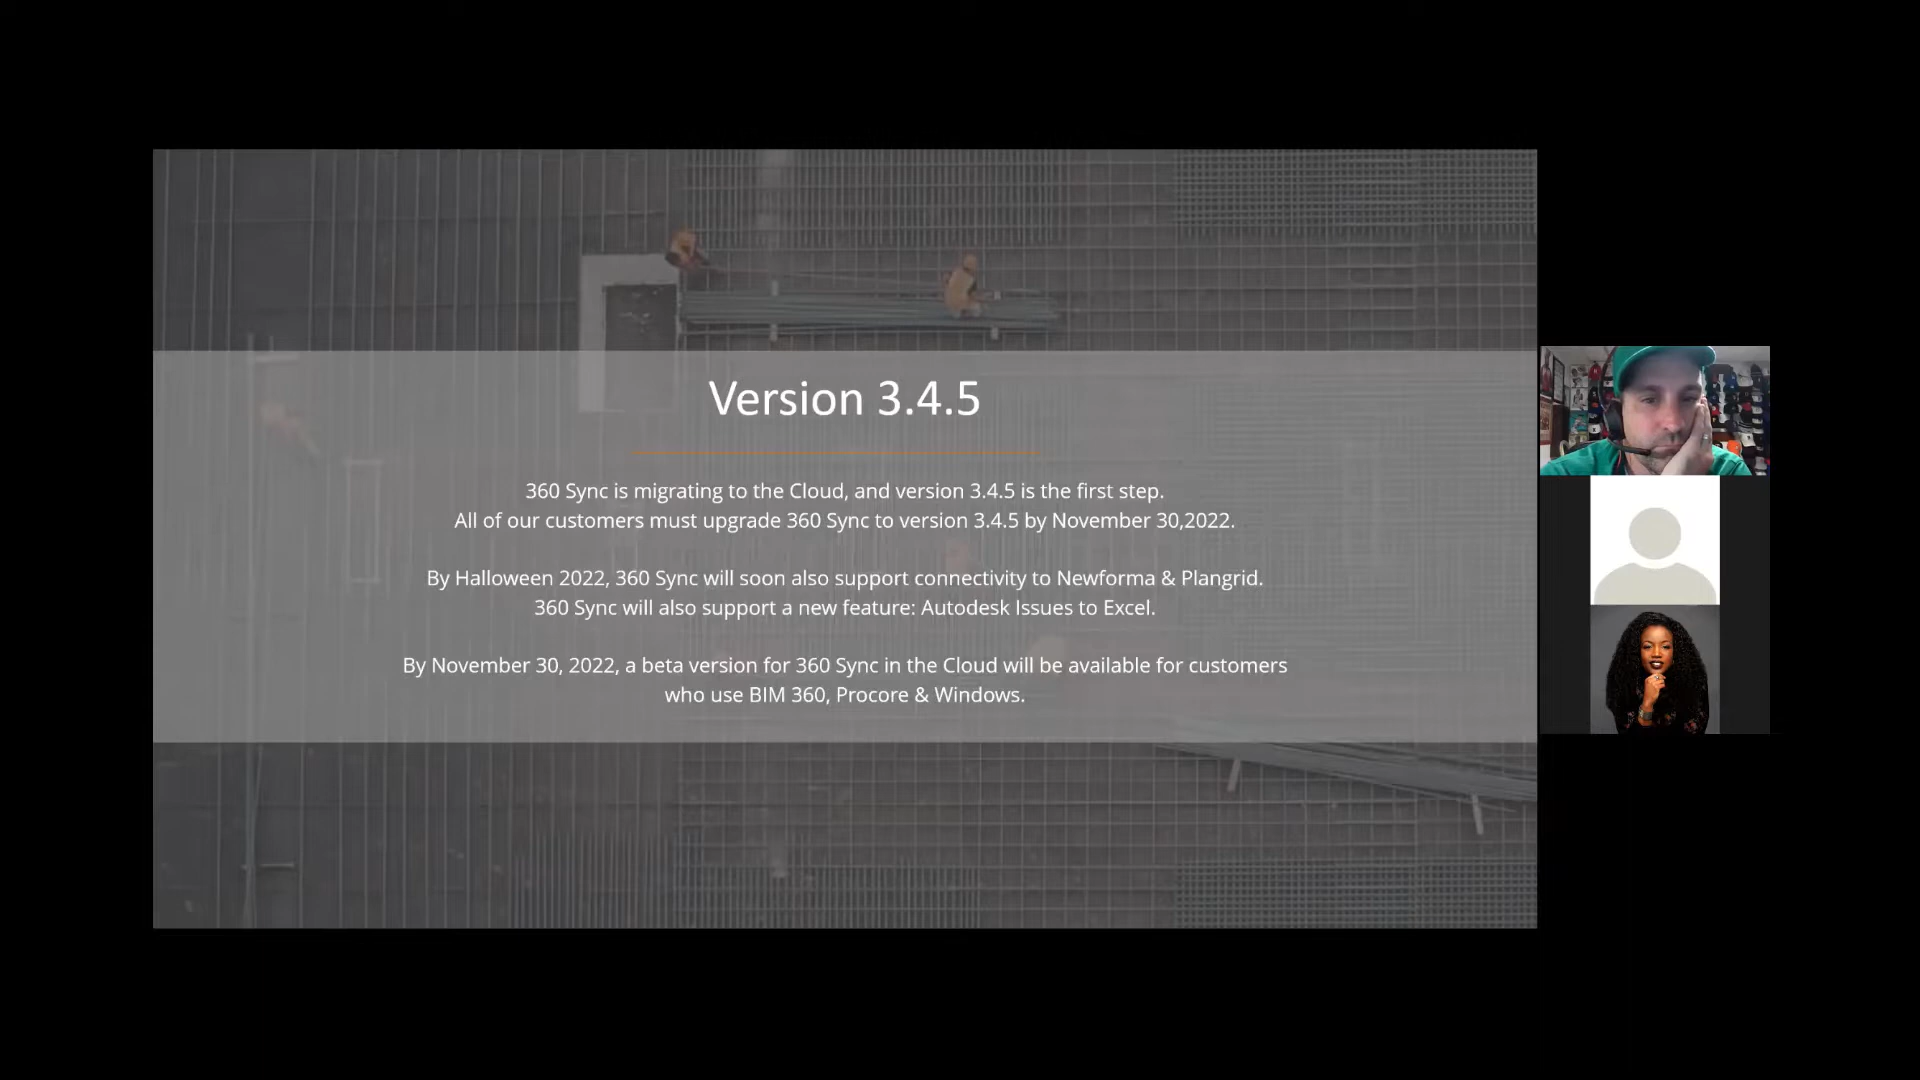 Version 3.4.5
360 Sync is migrating to the Cloud, and version 3.4.5 is the first step.
All of our customers must upgrade 360 Sync to version 3.4.5 by November 30,2022.
By Halloween 2022, 360 Sync will soon also support connectivity to Newforma & Plangrid.
360 Sync will also support a new feature: Autodesk Issues to Excel.
By November 30, 2022, a beta version for 360 Sync in the Cloud will be available for customers
who use BIM 360, Procore & Windows.